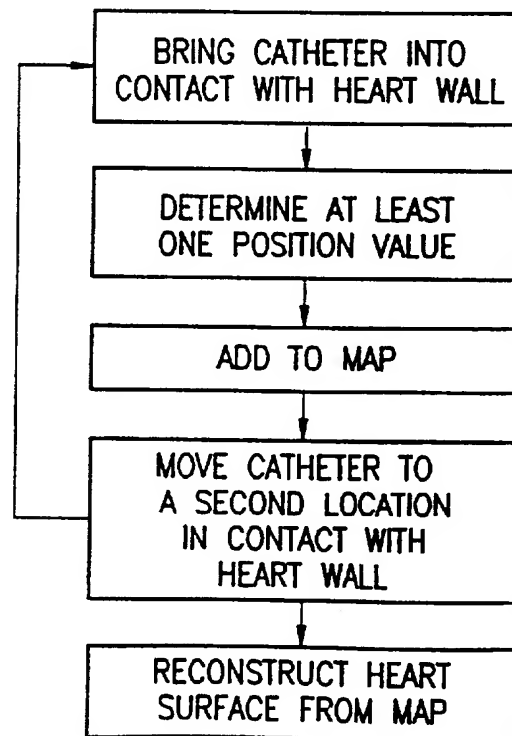 BRING CATHETER INTO
CONTACT WITH HEART WALL
DETERMINE AT LEAST
ONE POSITION VALUE
ADD TO MAP
MOVE CATHETER TO
A SECOND LOCATION
IN CONTACT WITH
HEART WALL
RECONSTRUCT HEART
SURFACE FROM MAP